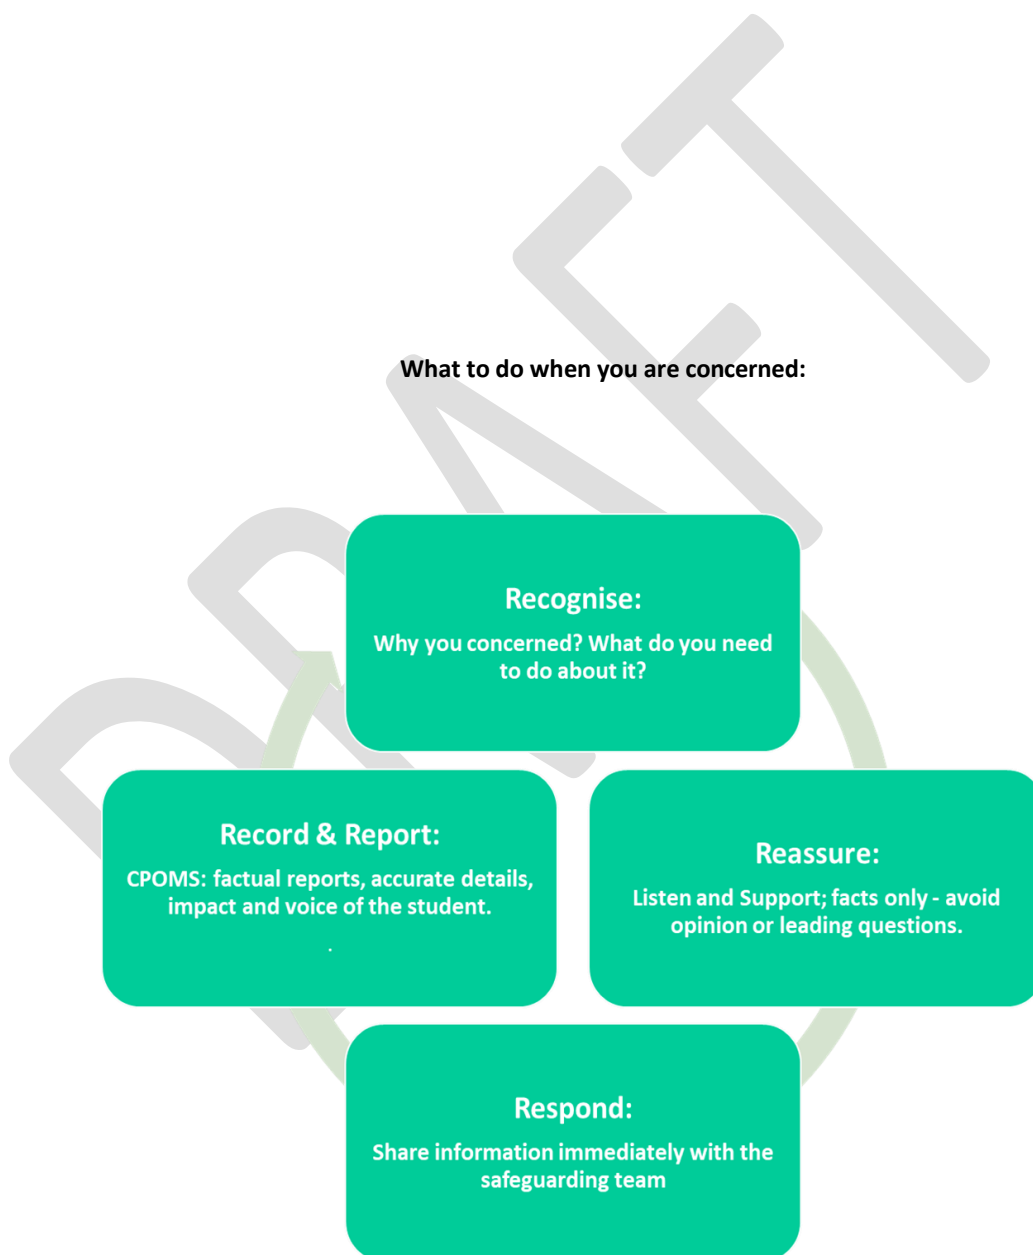 DRAFT
What to do when you are concerned:
Recognise:
Why you concerned? What do you need
to do about it?
Reassure:
Listen and Support; facts only - avoid
opinion or leading questions.
Respond:
Share information immediately with the
safeguarding team
Record & Report:
CPOMS: factual reports, accurate details,
impact and voice of the student.
.